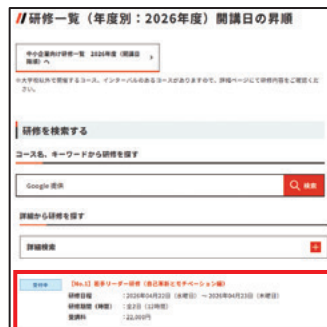 研修一覧（年度別：2026年度）開講日の昇順
中小企業向け研修一覧 2026年度（開講日
順順）へ
※大学校以外で開催するコース、インターバルのあるコースがありますので、詳細ページにて研修内容をご確認くだ
さい。
研修を検索する
コース名、キーワードから研修を探す
Google 提供
検索
詳細から研修を探す
詳細検索
受付中
【No.1】若手リーダー研修（自己革新とモチベーション編）
研修日程 ：2026年04月22日（水曜日）～2026年04月23日（木曜日）
研修期間（時間）：全2日（12時間）
受講料 ：22,000円